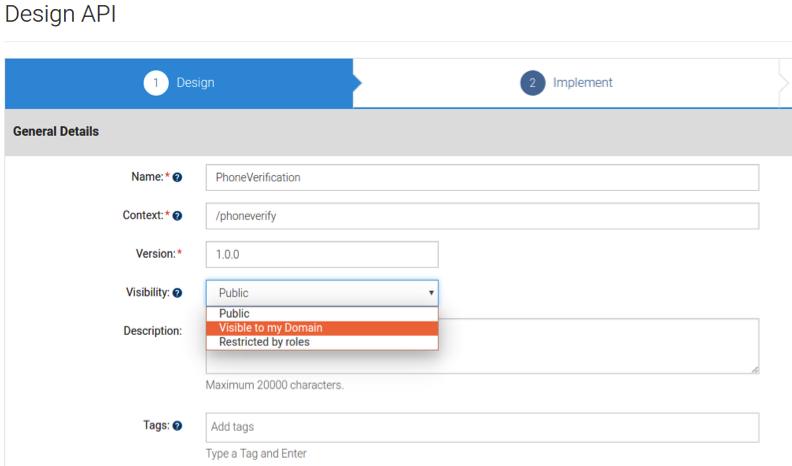 Design API
1 Design
2 Implement
General Details
Name:* ?
PhoneVerification
Context:* ?
/phoneverify
Version:*
1.0.0
Visibility: ?
Public
Public
Visible to my Domain
Restricted by roles
Description:
Maximum 20000 characters.
Tags: ?
Add tags
Type a Tag and Enter